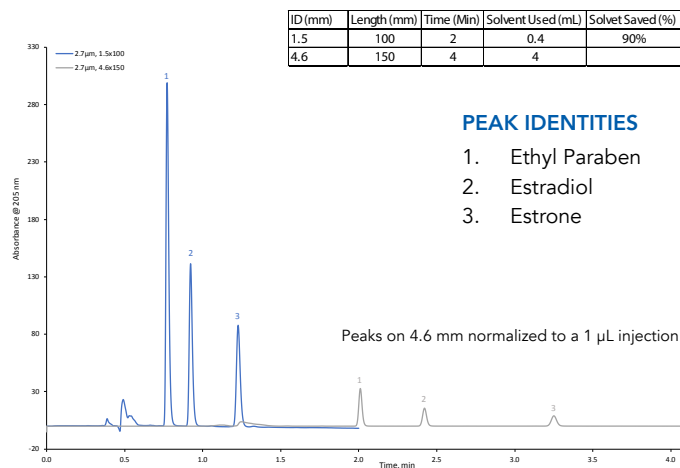 ID (mm) Length (mm) Time (Min) Solvent Used (mL) Solvet Saved (%)
1.5 100 2 0.4 90%
4.6 150 4 4
330
280
230
180
130
80
30
-20
Absorbance @ 205 nm
2.7µm, 1.5x100
2.7µm, 4.6x150
1
2
3
PEAK IDENTITIES
1. Ethyl Paraben
2. Estradiol
3. Estrone
Peaks on 4.6 mm normalized to a 1 µL injection
1
2
3
0.0 0.5 1.0 1.5 2.0 2.5 3.0 3.5 4.0
Time, min